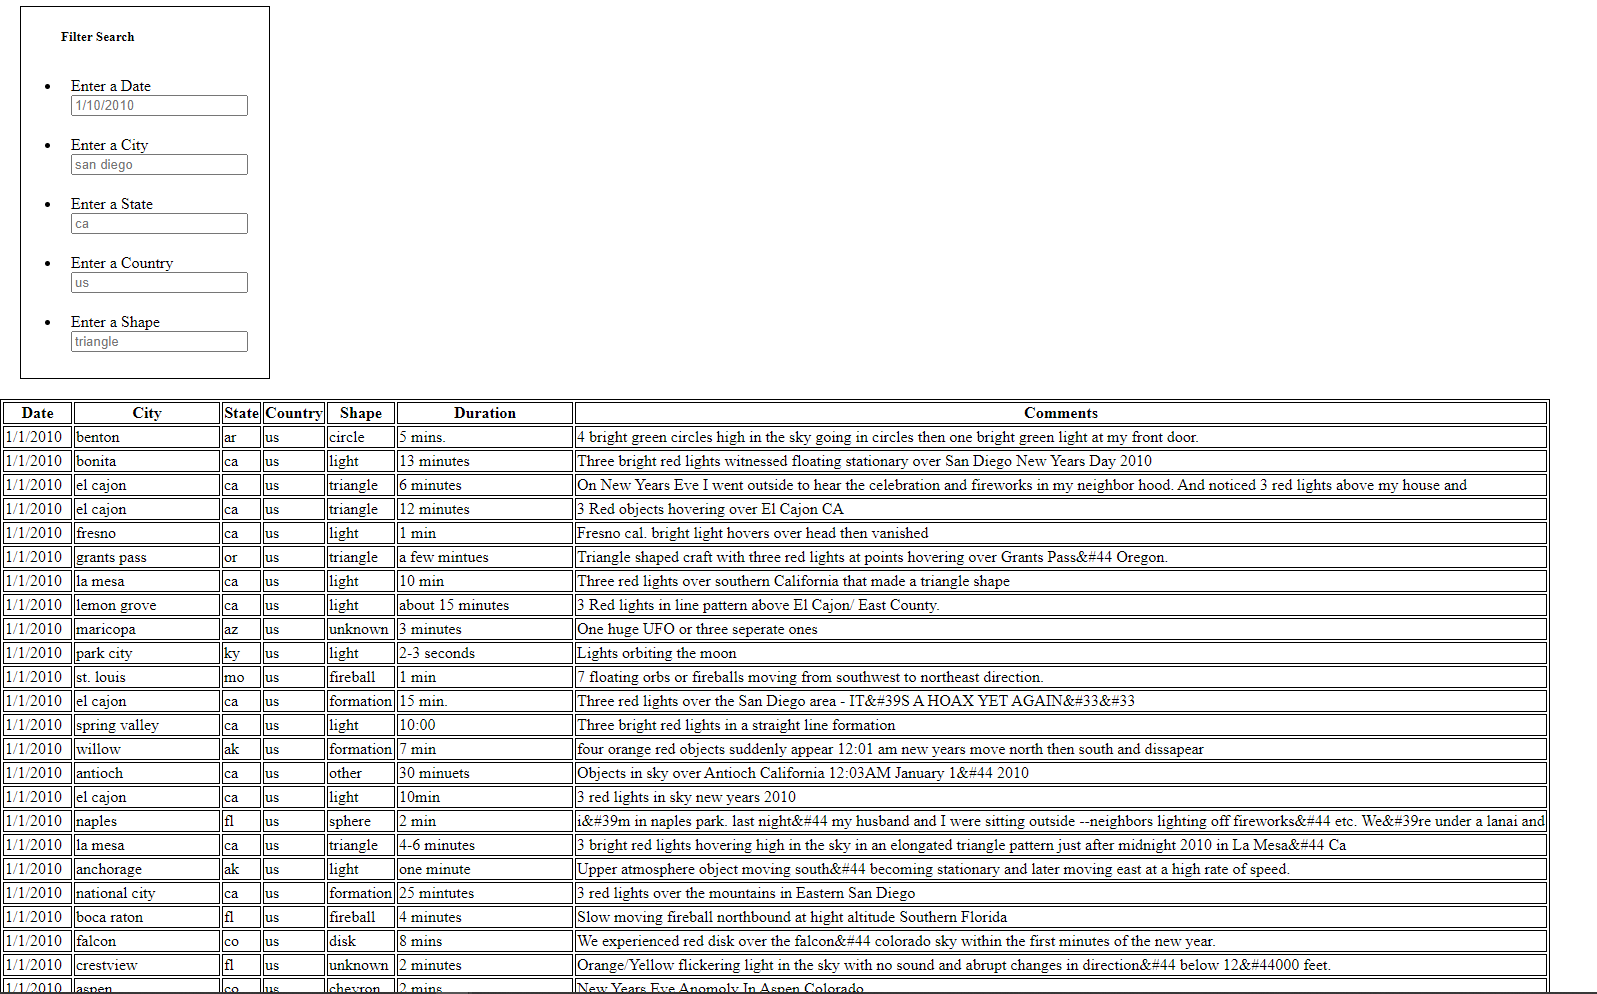 Filter Search
Enter a Date
1/10/2010
Enter a City
san diego
Enter a State
ca
Enter a Country
us
Enter a Shape
triangle
Date City State Country Shape Duration Comments
1/1/2010 benton ar us circle 5 mins. 4 bright green circles high in the sky going in circles then one bright green light at my front door.
1/1/2010 bonita ca us light 13 minutes Three bright red lights witnessed floating stationary over San Diego New Years Day 2010
1/1/2010 el cajon ca us triangle 6 minutes On New Years Eve I went outside to hear the celebration and fireworks in my neighbor hood. And noticed 3 red lights above my house and
1/1/2010 el cajon ca us triangle 12 minutes 3 Red objects hovering over El Cajon CA
1/1/2010 fresno ca us light 1 min Fresno cal. bright light hovers over head then vanished
1/1/2010 grants pass or us triangle a few mintues Triangle shaped craft with three red lights at points hovering over Grants Pass&#44 Oregon.
1/1/2010 la mesa ca us light 10 min Three red lights over southern California that made a triangle shape
1/1/2010 lemon grove ca us light about 15 minutes 3 Red lights in line pattern above El Cajon/ East County.
1/1/2010 maricopa az us unknown 3 minutes One huge UFO or three seperate ones
1/1/2010 park city ky us light 2-3 seconds Lights orbiting the moon
1/1/2010 st. louis mo us fireball 1 min 7 floating orbs or fireballs moving from southwest to northeast direction.
1/1/2010 el cajon ca us formation 15 min. Three red lights over the San Diego area - IT&#39S A HOAX YET AGAIN&#33&#33
1/1/2010 spring valley ca us light 10:00 Three bright red lights in a straight line formation
1/1/2010 willow ak us formation 7 min four orange red objects suddenly appear 12:01 am new years move north then south and dissapear
1/1/2010 antioch ca us other 30 minuets Objects in sky over Antioch California 12:03AM January 1&#44 2010
1/1/2010 el cajon ca us light 10min 3 red lights in sky new years 2010
1/1/2010 naples fl us sphere 2 min i&#39m in naples park. last night&#44 my husband and I were sitting outside --neighbors lighting off fireworks&#44 etc. We&#39re under a lanai and
1/1/2010 la mesa ca us triangle 4-6 minutes 3 bright red lights hovering high in the sky in an elongated triangle pattern just after midnight 2010 in La Mesa&#44 Ca
1/1/2010 anchorage ak us light one minute Upper atmosphere object moving south&#44 becoming stationary and later moving east at a high rate of speed.
1/1/2010 national city ca us formation 25 mintutes 3 red lights over the mountains in Eastern San Diego
1/1/2010 boca raton fl us fireball 4 minutes Slow moving fireball northbound at hight altitude Southern Florida
1/1/2010 falcon co us disk 8 mins We experienced red disk over the falcon&#44 colorado sky within the first minutes of the new year.
1/1/2010 crestview fl us unknown 2 minutes Orange/Yellow flickering light in the sky with no sound and abrupt changes in direction&#44 below 12&#44000 feet.
1/1/2010 aspen co us chevron 2 mins New Years Eve Anomoly In Aspen Colorado